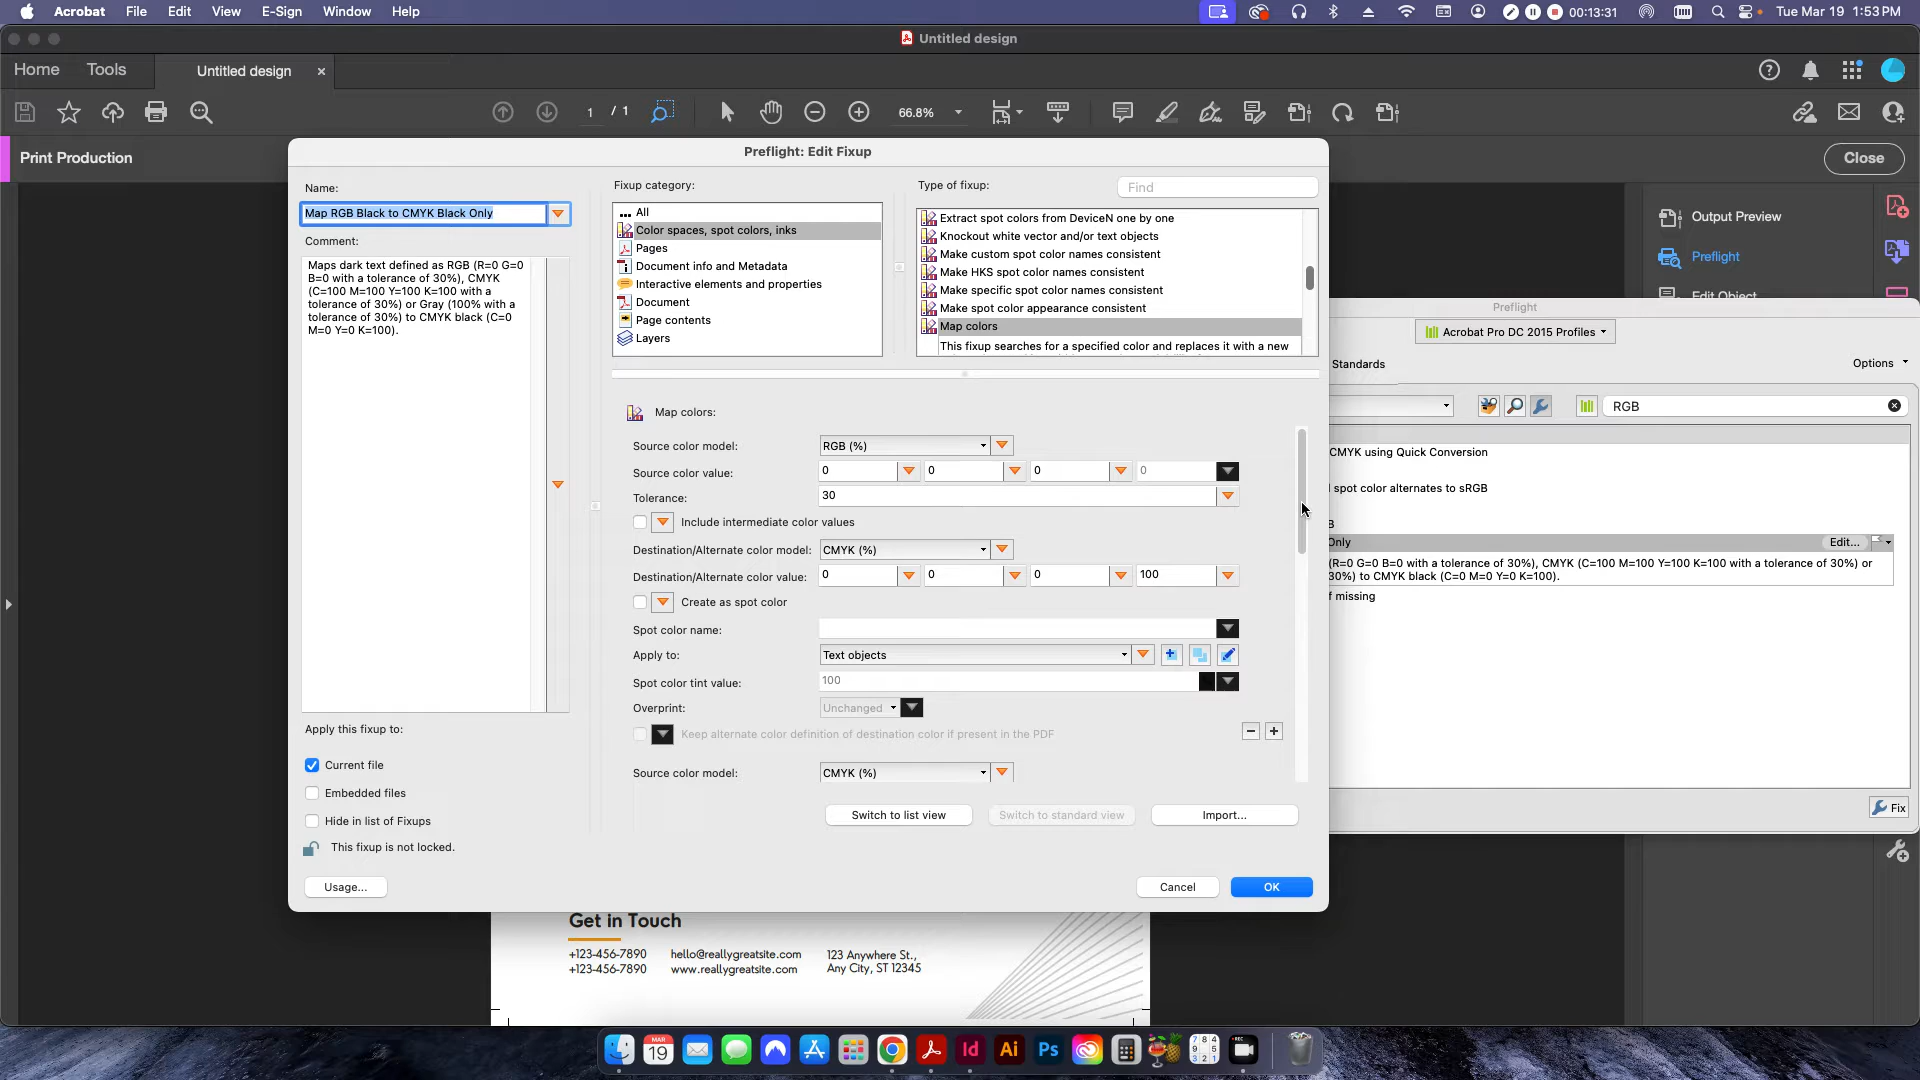 Acrobat File Edit View E-Sign Window Help 00:13:31 Tue Mar 19 1:53 PM
Untitled design
Home Tools Untitled design
1 / 1 66.8%
Print Production Close
Preflight: Edit Fixup
Name:
Map RGB Black to CMYK Black Only
Comment:
Maps dark text defined as RGB (R=0 G=0
B=0 with a tolerance of 30%), CMYK
(C=100 M=100 Y=100 K=100 with a
tolerance of 30%) or Gray (100% with a
tolerance of 30%) to CMYK black (C=0
M=0 Y=0 K=100).
Apply this fixup to:
Current file
Embedded files
Hide in list of Fixups
This fixup is not locked.
Usage...
Fixup category:
... All
Color spaces, spot colors, inks
Pages
Document info and Metadata
Interactive elements and properties
Document
Page contents
Layers
Type of fixup: Find
Extract spot colors from DeviceN one by one
Knockout white vector and/or text objects
Make custom spot color names consistent
Make HKS spot color names consistent
Make specific spot color names consistent
Make spot color appearance consistent
Map colors
This fixup searches for a specified color and replaces it with a new
Map colors:
Source color model: RGB (%)
Source color value: 0 0 0 0
Tolerance: 30
Include intermediate color values
Destination/Alternate color model: CMYK (%)
Destination/Alternate color value: 0 0 0 100
Create as spot color
Spot color name:
Apply to: Text objects
Spot color tint value: 100
Overprint: Unchanged
Keep alternate color definition of destination color if present in the PDF
Source color model: CMYK (%)
Switch to list view Switch to standard view Import...
Cancel OK
Output Preview
Preflight
Edit Object
Preflight
Acrobat Pro DC 2015 Profiles
Standards Options
RGB
CMYK using Quick Conversion
spot color alternates to sRGB
B
Only Edit...
(R=0 G=0 B=0 with a tolerance of 30%), CMYK (C=100 M=100 Y=100 K=100 with a tolerance of 30%) or
30%) to CMYK black (C=0 M=0 Y=0 K=100).
f missing
Fix
Get in Touch
+123-456-7890 hello@reallygreatsite.com 123 Anywhere St.,
+123-456-7890 www.reallygreatsite.com Any City, ST 12345
MAR
19
Id Ai Ps
REC